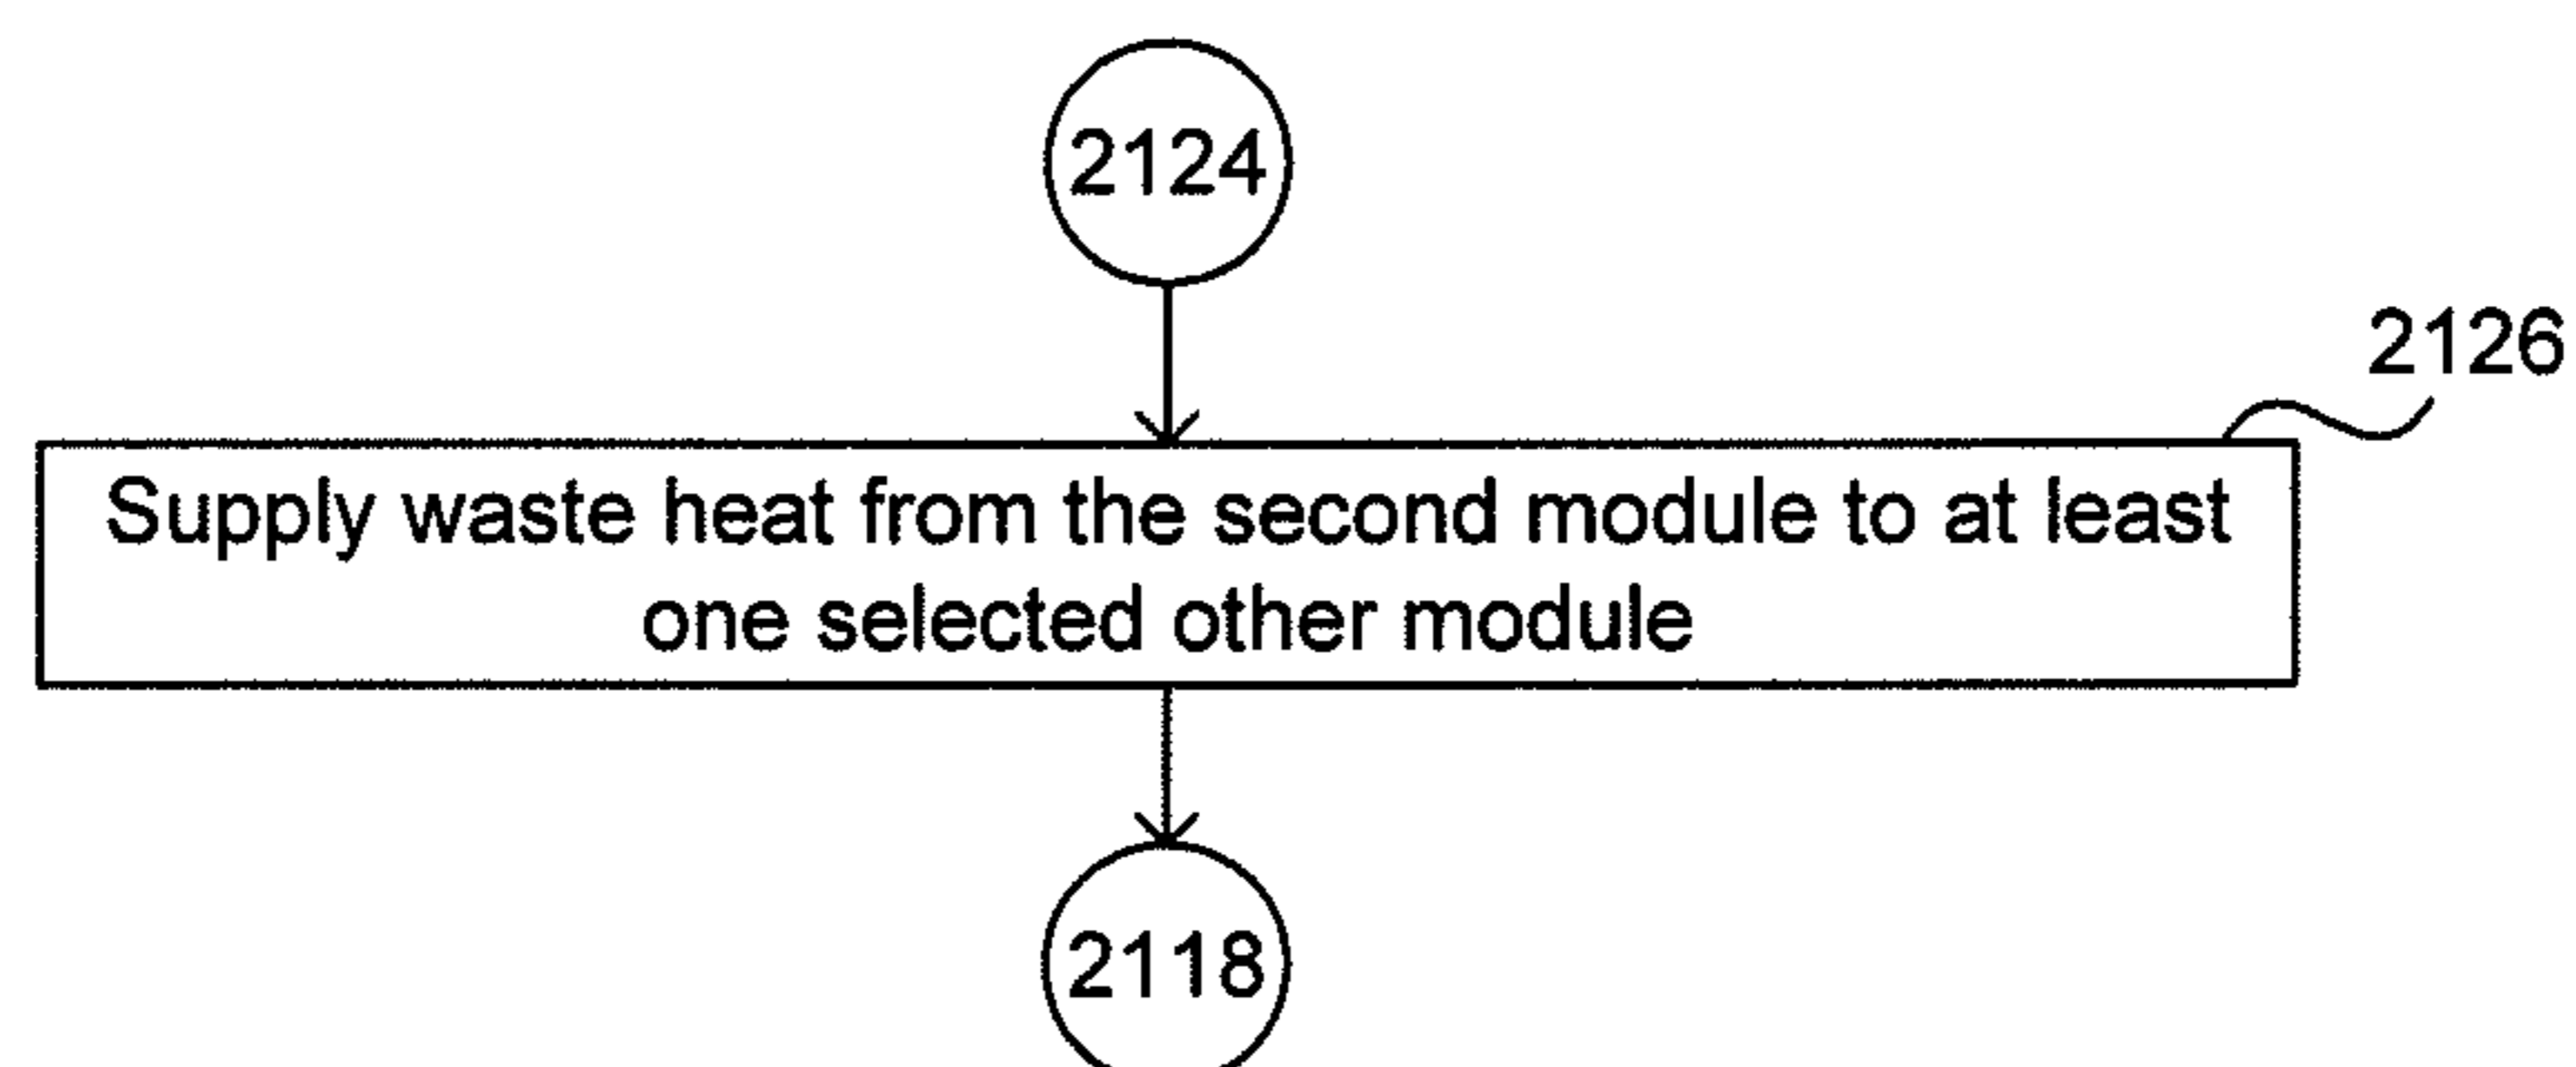 2124
2126
Supply waste heat from the second module to at least
one selected other module
2118